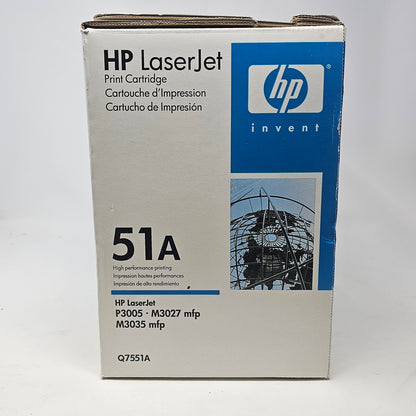 HP LaserJet
Print Cartridge
Cartouche d'Impression
Cartucho de Impresión
hp
invent
51A
High performance printing
Impression hautes performances
Impresión de alto rendimiento
HP LaserJet
P3005 · M3027 mfp
M3035 mfp
Q7551A